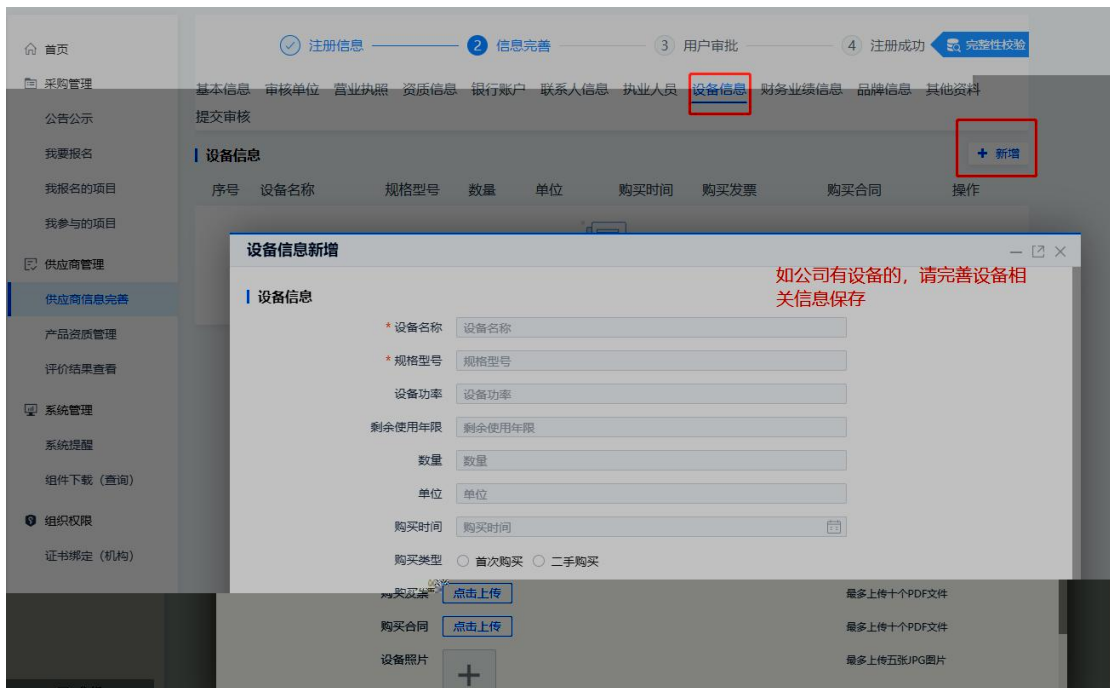 首页
采购管理
公告公示
我要报名
我报名的项目
我参与的项目
供应商管理
供应商信息完善
产品资质管理
评价结果查看
系统管理
系统提醒
组件下载（查询）
组织权限
证书绑定（机构）
注册信息 2 信息完善 3 用户审批 4 注册成功 完整性校验
基本信息 审核单位 营业执照 资质信息 银行账户 联系人信息 执业人员 设备信息 财务业绩信息 品牌信息 其他资料
提交审核
设备信息 + 新增
序号 设备名称 规格型号 数量 单位 购买时间 购买发票 购买合同 操作
设备信息新增
如公司有设备的，请完善设备相
关信息保存
设备信息
* 设备名称 设备名称
* 规格型号 规格型号
设备功率 设备功率
剩余使用年限 剩余使用年限
数量 数量
单位 单位
购买时间 购买时间
购买类型 首次购买 二手购买
购买发票 点击上传 最多上传十个PDF文件
购买合同 点击上传 最多上传十个PDF文件
设备照片 + 最多上传五张JPG图片